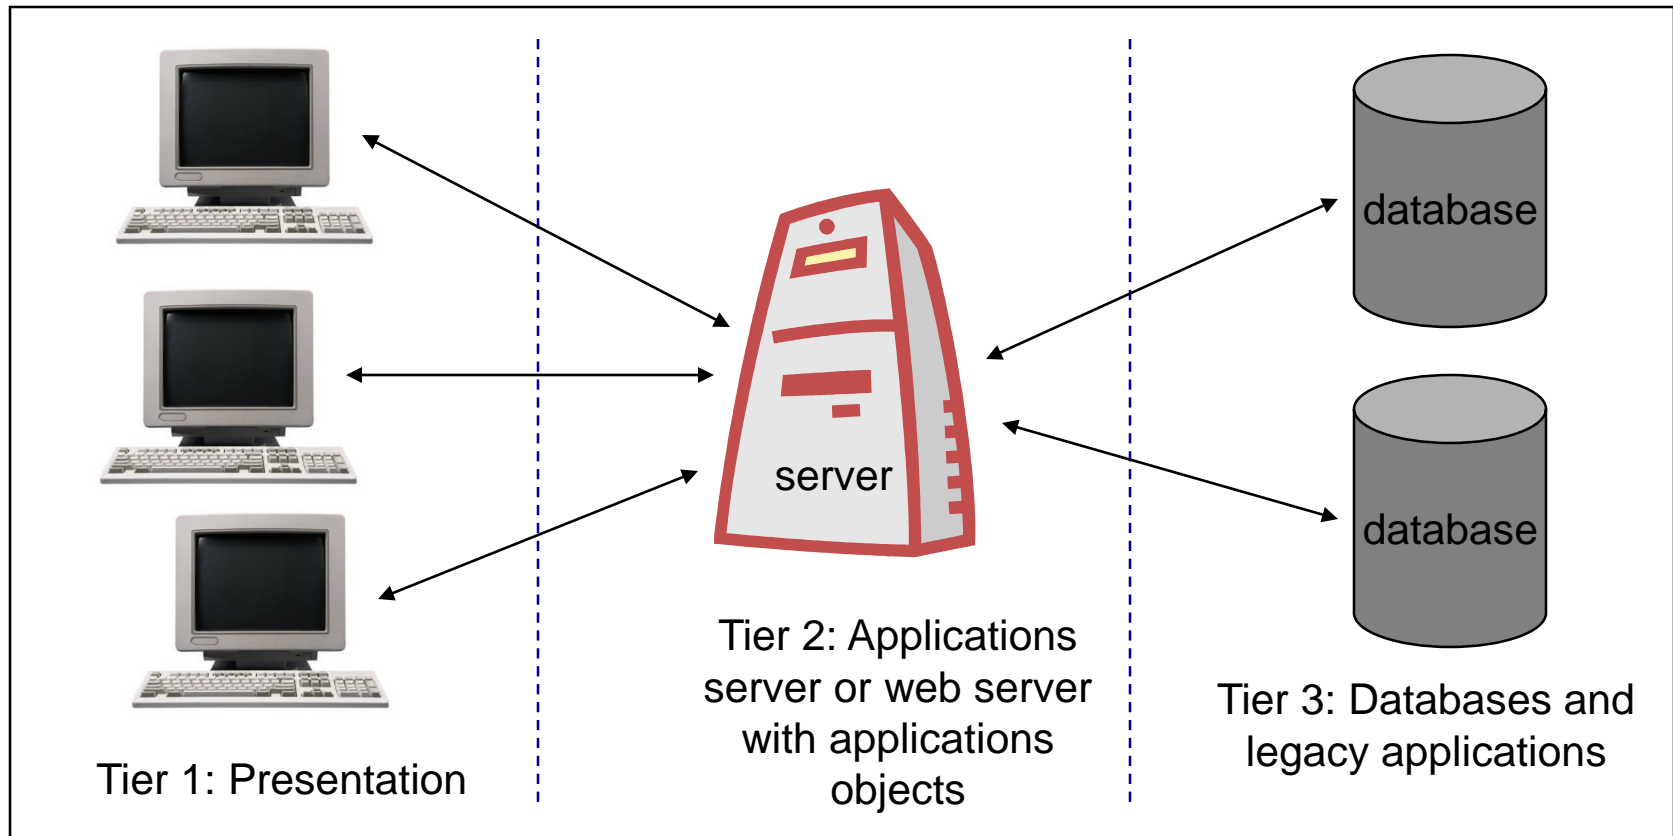 database
server
database
Tier 1: Presentation
Tier 2: Applications
server or web server
with applications
objects
Tier 3: Databases and
legacy applications